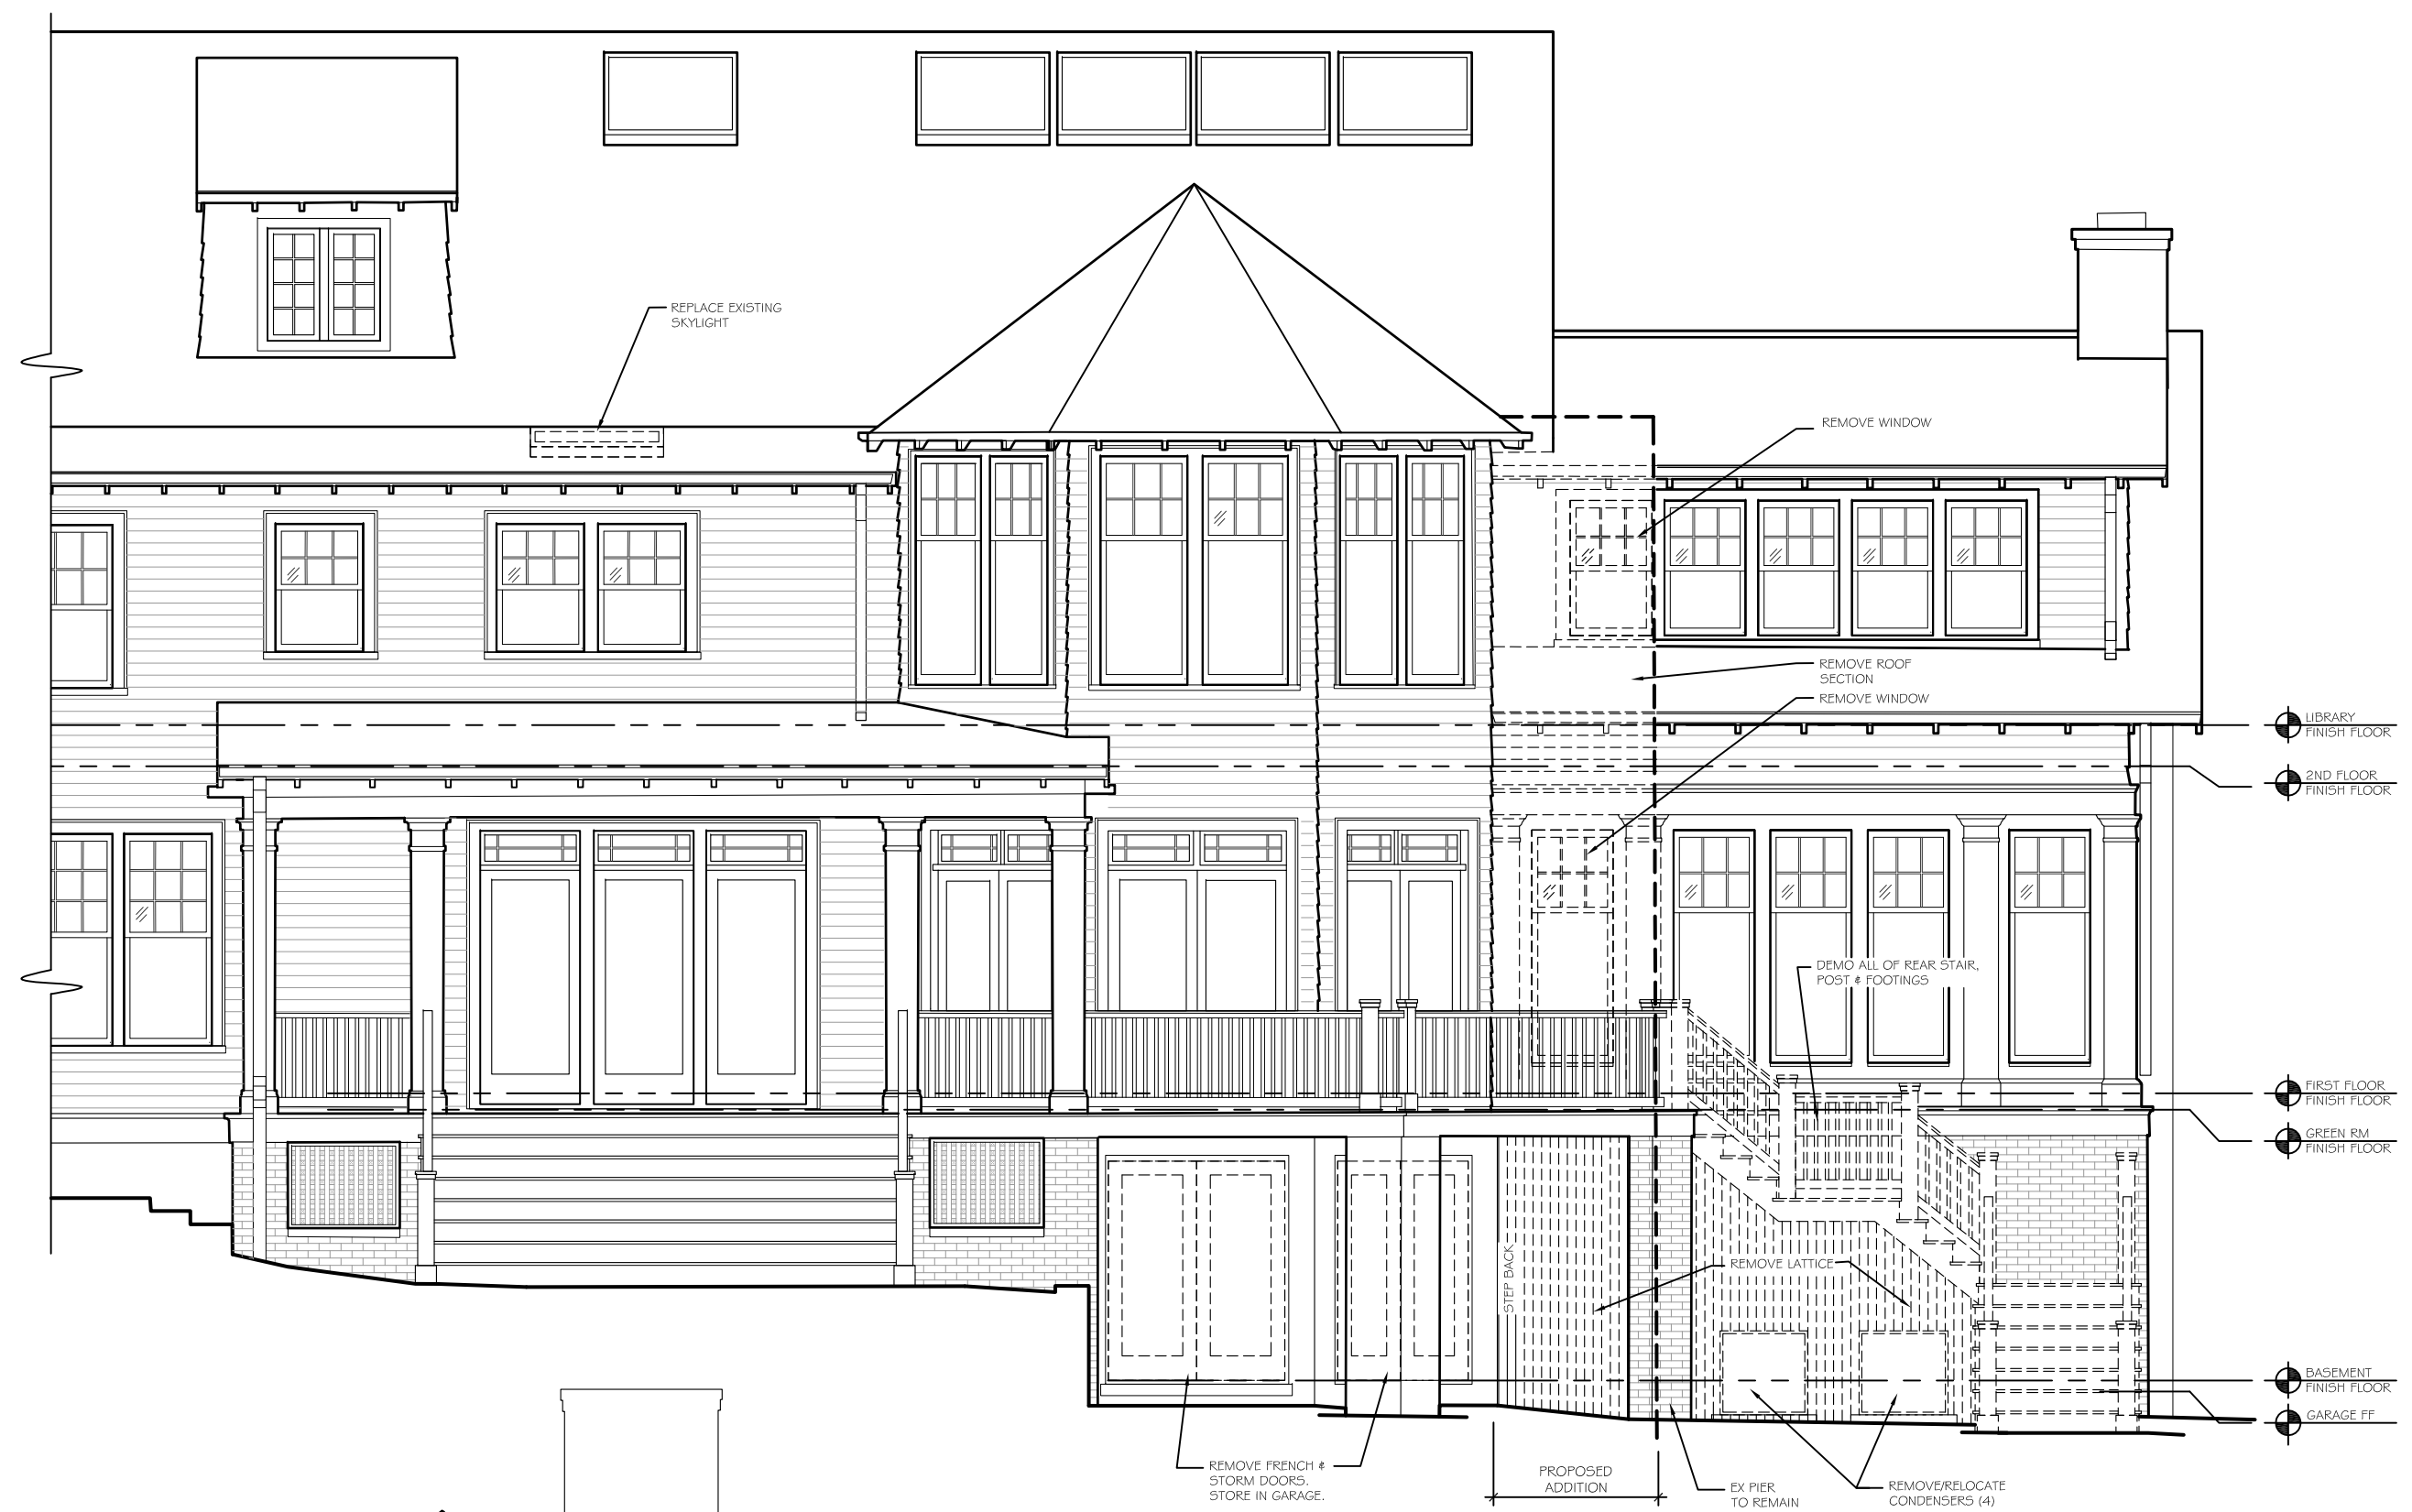 REPLACE EXISTING
SKYLIGHT
REMOVE WINDOW
REMOVE ROOF
SECTION
REMOVE WINDOW
LIBRARY
FINISH FLOOR
2ND FLOOR
FINISH FLOOR
DEMO ALL OF REAR STAIR,
POST & FOOTINGS
FIRST FLOOR
FINISH FLOOR
GREEN RM
FINISH FLOOR
STEP BACK
REMOVE LATTICE
BASEMENT
FINISH FLOOR
GARAGE FF
REMOVE FRENCH &
STORM DOORS.
STORE IN GARAGE.
PROPOSED
ADDITION
EX PIER
TO REMAIN
REMOVE/RELOCATE
CONDENSERS (4)